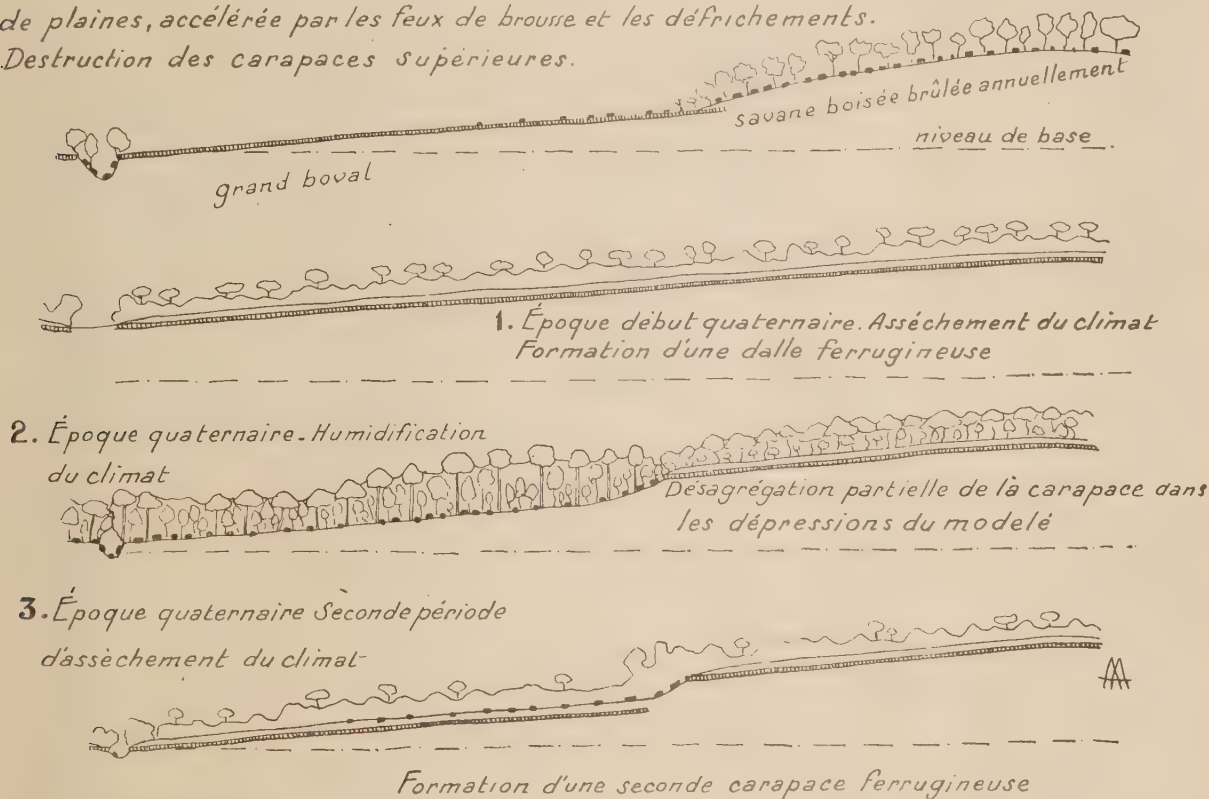 de plaines, accélérée par les feux de brousse et les défrichements.
Destruction des carapaces supérieures.
savane boisée brûlée annuellement
niveau de base
grand boval
1. Époque début quaternaire. Asséchement du climat
Formation d'une dalle ferrugineuse
2. Époque quaternaire - Humidification
du climat
Désagrégation partielle de la carapace dans
les dépressions du modelé
3. Époque quaternaire Seconde période
d'assèchement du climat-
Formation d'une seconde carapace ferrugineuse